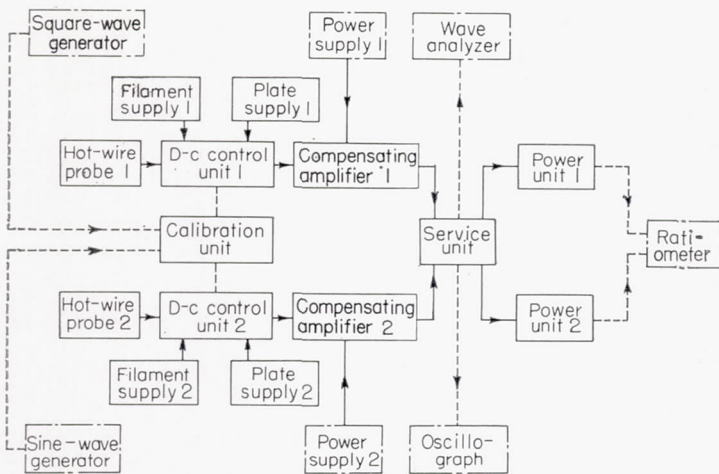 Square-wave
generator
Power
supply 1
Wave
analyzer
Filament
supply 1
Plate
supply 1
Hot-wire
probe 1
D-c control
unit 1
Compensating
amplifier 1
Power
unit 1
Calibration
unit
Service
unit
Rati-
ometer
Hot-wire
probe 2
D-c control
unit 2
Compensating
amplifier 2
Power
unit 2
Filament
supply 2
Plate
supply 2
Sine-wave
generator
Power
supply 2
Oscillo-
graph